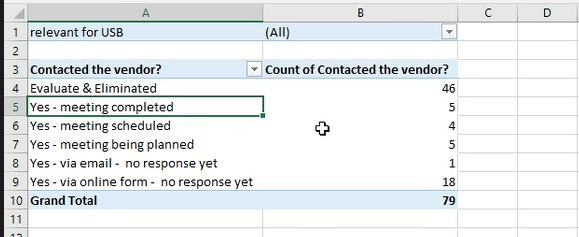 A B C D
1 relevant for USB (All)
2
3 Contacted the vendor? Count of Contacted the vendor?
4 Evaluate & Eliminated 46
5 Yes - meeting completed 5
6 Yes - meeting scheduled 4
7 Yes - meeting being planned 5
8 Yes - via email -  no response yet 1
9 Yes - via online form -  no response yet 18
10 Grand Total 79
11